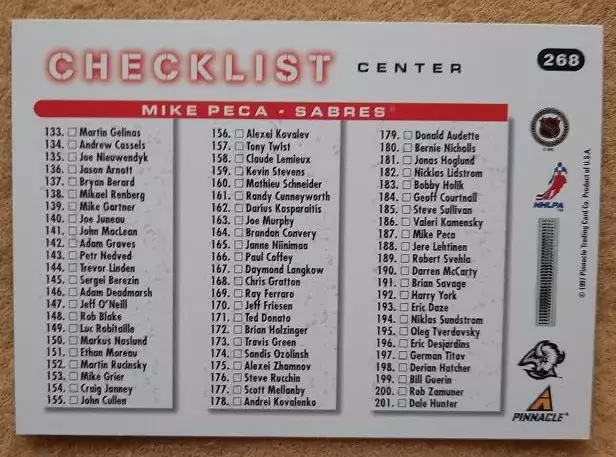 CHECKLIST CENTER 268
MIKE PECA - SABRES
133. Martin Gelinas
134. Andrew Cassels
135. Joe Nieuwendyk
136. Jason Arnott
137. Bryan Berard
138. Mikael Renberg
139. Mike Gartner
140. Joe Juneau
141. John MacLean
142. Adam Graves
143. Petr Nedved
144. Trevor Linden
145. Sergei Berezin
146. Adam Deadmarsh
147. Jeff O'Neill
148. Rob Blake
149. Luc Robitaille
150. Markus Naslund
151. Ethan Moreau
152. Martin Rucinsky
153. Mike Grier
154. Craig Janney
155. John Cullen
156. Alexei Kovalev
157. Tony Twist
158. Claude Lemieux
159. Kevin Stevens
160. Mathieu Schneider
161. Randy Cunneyworth
162. Darius Kasparaitis
163. Joe Murphy
164. Brandon Convery
165. Janne Niinimaa
166. Paul Coffey
167. Daymond Langkow
168. Chris Gratton
169. Ray Ferraro
170. Jeff Friesen
171. Ted Donato
172. Brian Holzinger
173. Travis Green
174. Sandis Ozolinsh
175. Alexei Zhamnov
176. Steve Rucchin
177. Scott Mellanby
178. Andrei Kovalenko
179. Donald Audette
180. Bernie Nicholls
181. Jonas Hoglund
182. Nicklas Lidstrom
183. Bobby Holik
184. Geoff Courtnall
185. Steve Sullivan
186. Valeri Kamensky
187. Mike Peca
188. Jere Lehtinen
189. Robert Svehla
190. Darren McCarty
191. Brian Savage
192. Harry York
193. Eric Daze
194. Niklas Sundstrom
195. Oleg Tverdovsky
196. Eric Desjardins
197. German Titov
198. Derian Hatcher
199. Bill Guerin
200. Rob Zamuner
201. Dale Hunter
NHLPA
© 1997 Pinnacle Trading Card Co. Product of U.S.A.
PINNACLE